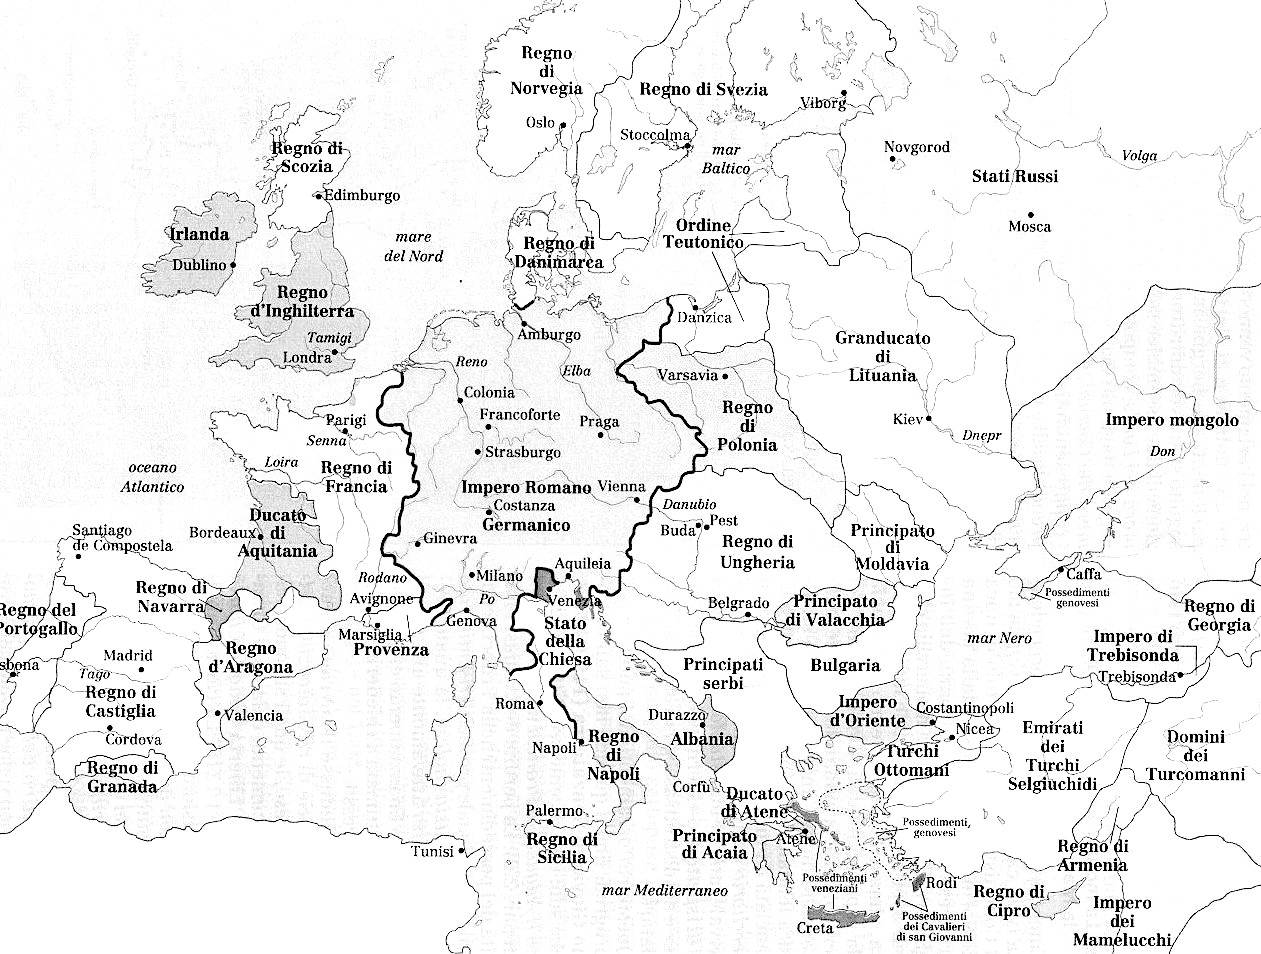 Regno
di
Norvegia
Oslo
Regno di Svezia
Stoccolma
Viborg
mar
Baltico
Novgorod
Stati Russi
Mosca
Volga
Regno di
Scozia
Edimburgo
Irlanda
Dublino
mare
del Nord
Regno di
Danimarca
Ordine
Teutonico
Regno
d'Inghilterra
Tamigi
Londra
Amburgo
Danzica
Reno
Elba
Colonia
Francoforte
Praga
Strasburgo
Varsavia
Regno
di
Polonia
Granducato
di
Lituania
Kiev
Dnepr
Impero mongolo
Don
Parigi
Senna
Loira
Regno di
Francia
oceano
Atlantico
Impero Romano
Germanico
Vienna
Costanza
Danubio
Buda
Pest
Regno di
Ungheria
Principato
di
Moldavia
Ducato
di
Aquitania
Bordeaux
Santiago
de Compostela
Ginevra
Milano
Aquileia
Venezia
Po
Rodano
Avignone
Genova
Marsiglia
Provenza
Regno di
Navarra
Regno del
Portogallo
sbona
Regno
d'Aragona
Madrid
Tago
Regno di
Castiglia
Cordova
Valencia
Regno di
Granada
Stato
della
Chiesa
Belgrado
Principato
di Valacchia
Caffa
Possedimenti
genovesi
Regno di
Georgia
mar Nero
Impero di
Trebisonda
Trebisonda
Principati
serbi
Bulgaria
Roma
Napoli
Regno
di
Napoli
Durazzo
Albania
Impero
d'Oriente
Costantinopoli
Nicea
Turchi
Ottomani
Emirati
dei
Turchi
Selgiuchidi
Domini
dei
Turcomanni
Corfù
Ducato
di Atene
Atene
Principato
di Acaia
Palermo
Regno di
Sicilia
Tunisi
mar Mediterraneo
Possedimenti,
genovesi
Possedimenti
veneziani
Creta
Rodi
Possedimenti
dei Cavalieri
di san Giovanni
Regno di
Cipro
Regno di
Armenia
Impero
dei
Mamelucchi